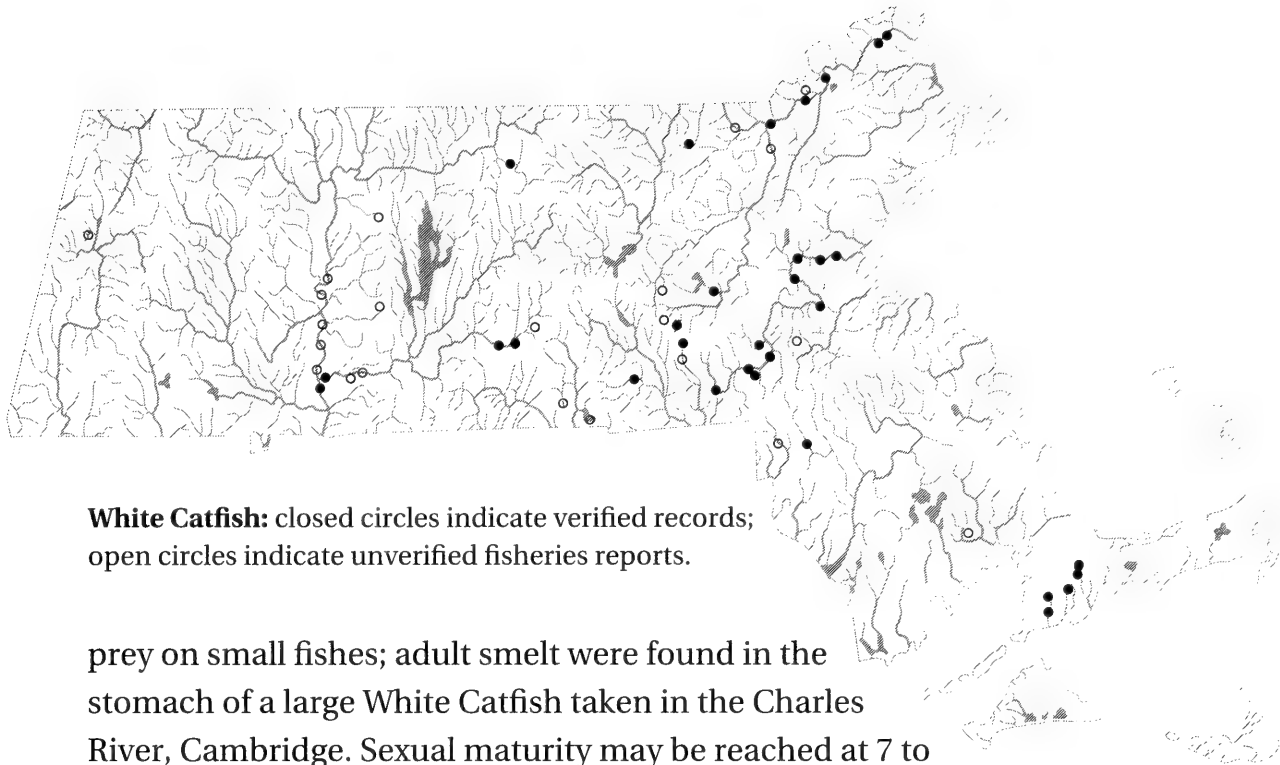 White Catfish: closed circles indicate verified records;
open circles indicate unverified fisheries reports.
prey on small fishes; adult smelt were found in the
stomach of a large White Catfish taken in the Charles
River, Cambridge. Sexual maturity may be reached at 7 to